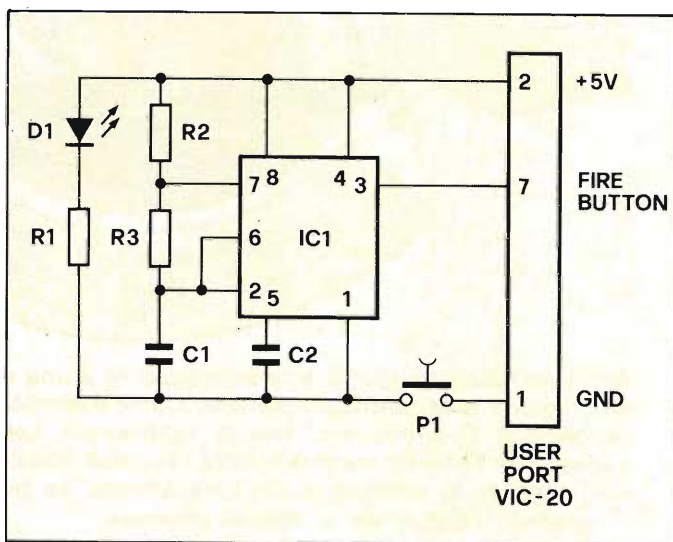 2 +5V
D1
R2
7 8 4 3
7 FIRE
BUTTON
R1
R3
6
IC1
2 5
1
C1
C2
P1
1 GND
USER
PORT
VIC-20